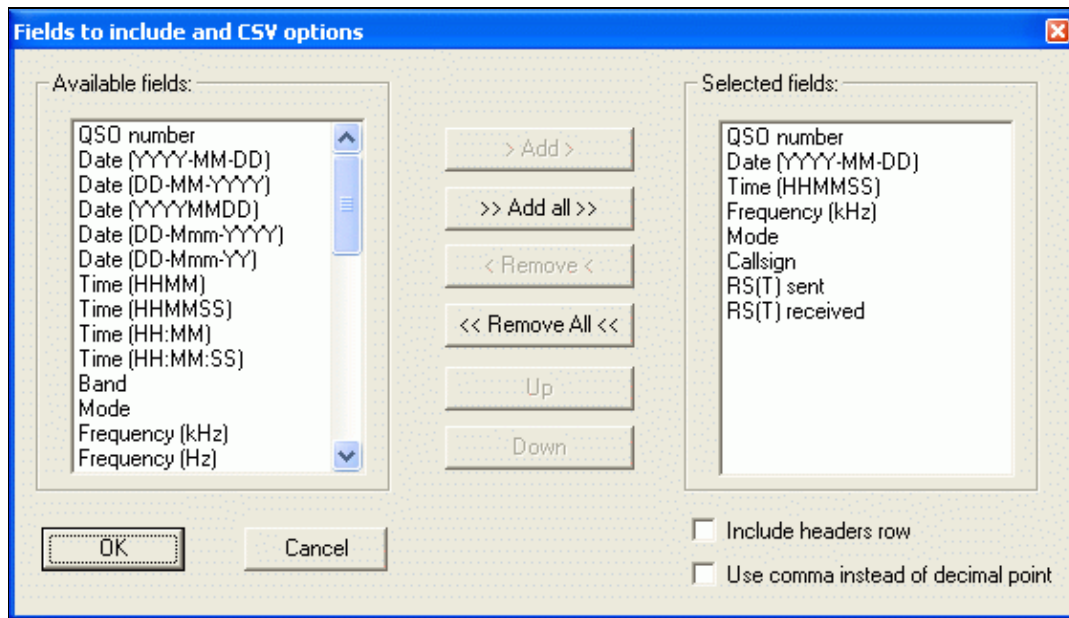 Fields to include and CSV options
Available fields:
QSO number
Date (YYYY-MM-DD)
Date (DD-MM-YYYY)
Date (YYYYMMDD)
Date (DD-Mmm-YYYY)
Date (DD-Mmm-YY)
Time (HHMM)
Time (HHMMSS)
Time (HH:MM)
Time (HH:MM:SS)
Band
Mode
Frequency (kHz)
Frequency (Hz)
> Add >
>> Add all >>
< Remove <
<< Remove All <<
Up
Down
Selected fields:
QSO number
Date (YYYY-MM-DD)
Time (HHMMSS)
Frequency (kHz)
Mode
Callsign
RS(T) sent
RS(T) received
OK
Cancel
Include headers row
Use comma instead of decimal point